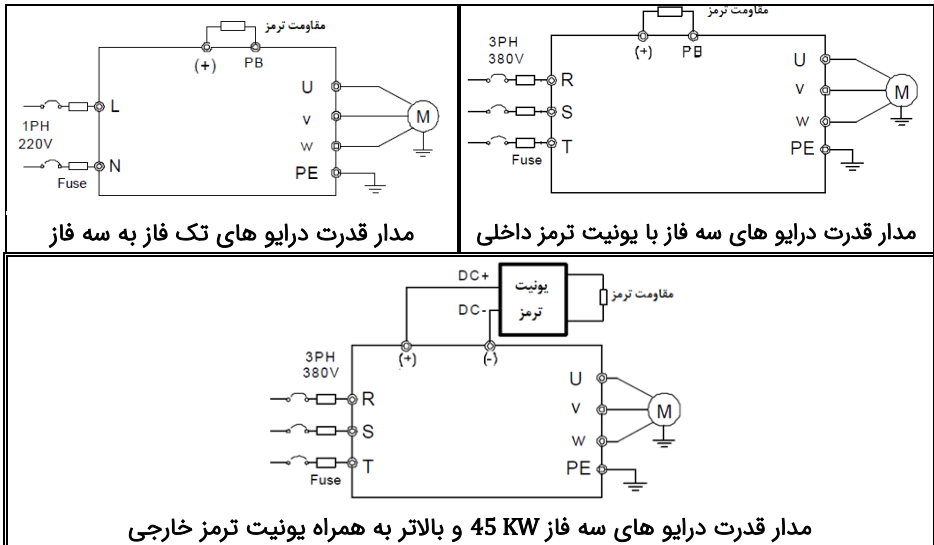 مقاومت ترمز
(+)
PB
L
1PH
220V
N
Fuse
U
V
W
PE
M
مدار قدرت درایو های تک فاز به سه فاز
مقاومت ترمز
(+)
PB
3PH
380V
R
S
T
Fuse
U
V
W
PE
M
مدار قدرت درایو های سه فاز با یونیت ترمز داخلی
DC+
DC-
یونیت
ترمز
مقاومت ترمز
(+)
(-)
3PH
380V
R
S
T
Fuse
U
V
W
PE
M
مدار قدرت درایو های سه فاز 45 KW و بالاتر به همراه یونیت ترمز خارجی